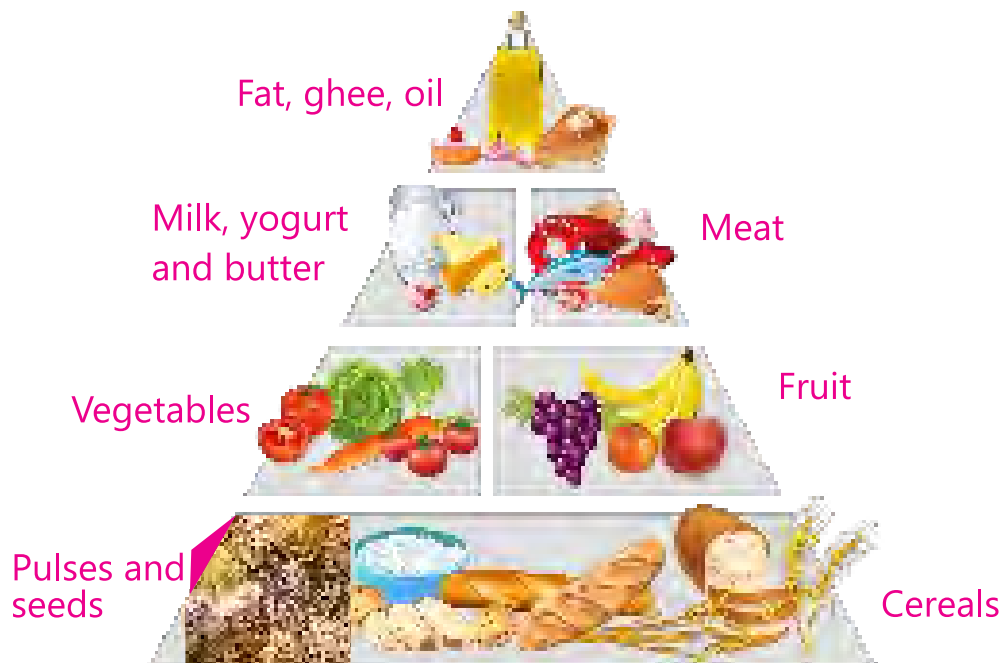 Fat, ghee, oil
Milk, yogurt
and butter
Meat
Vegetables
Fruit
Pulses and
seeds
Cereals